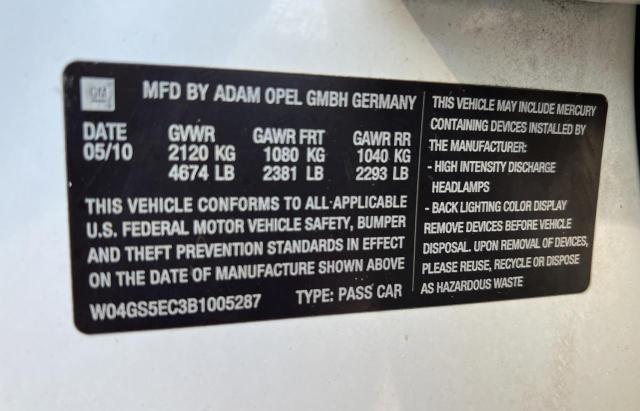 GM
MFD BY ADAM OPEL GMBH GERMANY
DATE GVWR GAWR FRT GAWR RR
05/10 2120 KG 1080 KG 1040 KG
4674 LB 2381 LB 2293 LB
THIS VEHICLE CONFORMS TO ALL APPLICABLE
U.S. FEDERAL MOTOR VEHICLE SAFETY, BUMPER
AND THEFT PREVENTION STANDARDS IN EFFECT
ON THE DATE OF MANUFACTURE SHOWN ABOVE
W04GS5EC3B1005287 TYPE: PASS CAR
THIS VEHICLE MAY INCLUDE MERCURY
CONTAINING DEVICES INSTALLED BY
THE MANUFACTURER:
- HIGH INTENSITY DISCHARGE
HEADLAMPS
- BACK LIGHTING COLOR DISPLAY
REMOVE DEVICES BEFORE VEHICLE
DISPOSAL. UPON REMOVAL OF DEVICES,
PLEASE REUSE, RECYCLE OR DISPOSE
AS HAZARDOUS WASTE